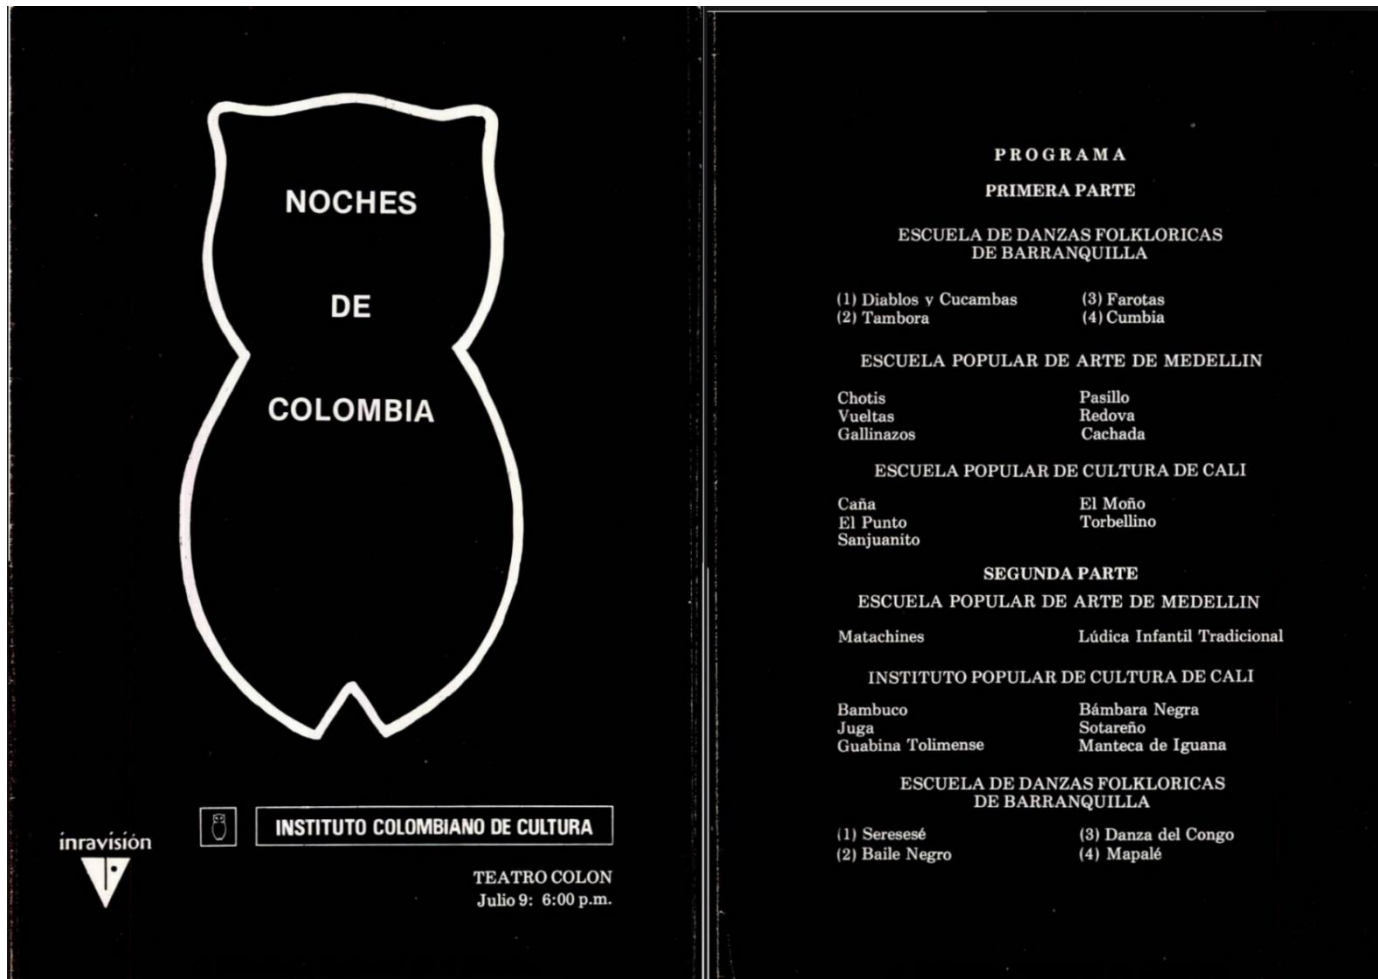 NOCHES
DE
COLOMBIA
inravisión
INSTITUTO COLOMBIANO DE CULTURA
TEATRO COLON
Julio 9: 6:00 p.m.
PROGRAMA
PRIMERA PARTE
ESCUELA DE DANZAS FOLKLORICAS
DE BARRANQUILLA
(1) Diablos y Cucambas (3) Farotas
(2) Tambora (4) Cumbia
ESCUELA POPULAR DE ARTE DE MEDELLIN
Chotis Pasillo
Vueltas Redova
Gallinazos Cachada
ESCUELA POPULAR DE CULTURA DE CALI
Caña El Moño
El Punto Torbellino
Sanjuanito
SEGUNDA PARTE
ESCUELA POPULAR DE ARTE DE MEDELLIN
Matachines Lúdica Infantil Tradicional
INSTITUTO POPULAR DE CULTURA DE CALI
Bambuco Bámbara Negra
Juga Sotareño
Guabina Tolimense Manteca de Iguana
ESCUELA DE DANZAS FOLKLORICAS
DE BARRANQUILLA
(1) Seresesé (3) Danza del Congo
(2) Baile Negro (4) Mapalé